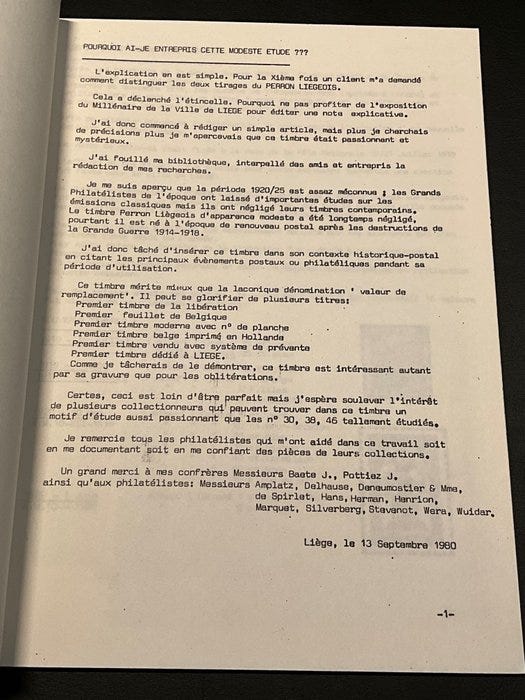 POURQUOI AI-JE ENTREPRIS CETTE MODESTE ETUDE ???
L'explication en est simple. Pour la Xième fois un client m'a demandé
comment distinguer les deux tirages du PERRON LIEGEOIS.
Cela a déclenché l'étincelle. Pourquoi ne pas profiter de l'exposition
du Millénaire de la Ville de LIEGE pour éditer une note explicative.
J'ai donc commencé à rédiger un simple article, mais plus je cherchais
de précisions plus je m'apercevais que ce timbre était passionnant et
mystérieux.
J'ai fouillé ma bibliothèque, interpellé des amis et entrepris la
rédaction de mes recherches.
Je me suis aperçu que la période 1920/25 est assez méconnue ; les Grands
Philatélistes de l'époque ont laissé d'importantes études sur les
émissions classiques mais ils ont négligé leurs timbres contemporains.
Le timbre Perron Liégeois d'apparance modeste a été longtemps négligé,
pourtant il est né à l'époque de renouveau postal après les destructions de
la Grande Guerre 1914-1918.
J'ai donc tâché d'insérer ce timbre dans son contexte historique-postal
en citant les principaux évènements postaux ou philatéliques pendant sa
période d'utilisation.
Ce timbre mérite mieux que la laconique dénomination ' valeur de
remplacement'. Il peut se glorifier de plusieurs titres:
Premier timbre de la libération
Premier feuillet de Belgique
Premier timbre moderne avec n° de planche
Premier timbre belge imprimé en Hollande
Premier timbre vendu avec système de prévente
Premier timbre dédié à LIEGE.
Comme je tâcherais de le démontrer, ce timbre est intéressant autant
par sa gravure que pour les oblitérations.
Certes, ceci est loin d'être parfait mais j'espère soulever l'intérêt
de plusieurs collectionneurs qui peuvent trouver dans ce timbre un
motif d'étude aussi passionnant que les n° 30, 38, 46 tellement étudiés.
Je remercie tous les philatélistes qui m'ont aidé dans ce travail soit
en me documentant soit en me confiant des pièces de leurs collections.
Un grand merci à mes confrères Messieurs Baete J., Pottiez J.
ainsi qu'aux philatélistes: Messieurs Amplatz, Delhause, Deneumostier & Mme,
de Spirlet, Hans, Herman, Henrion,
Marquet, Silverberg, Stevenot, Wera, Wuidar.
Liège, le 13 Septembre 1980
-1-